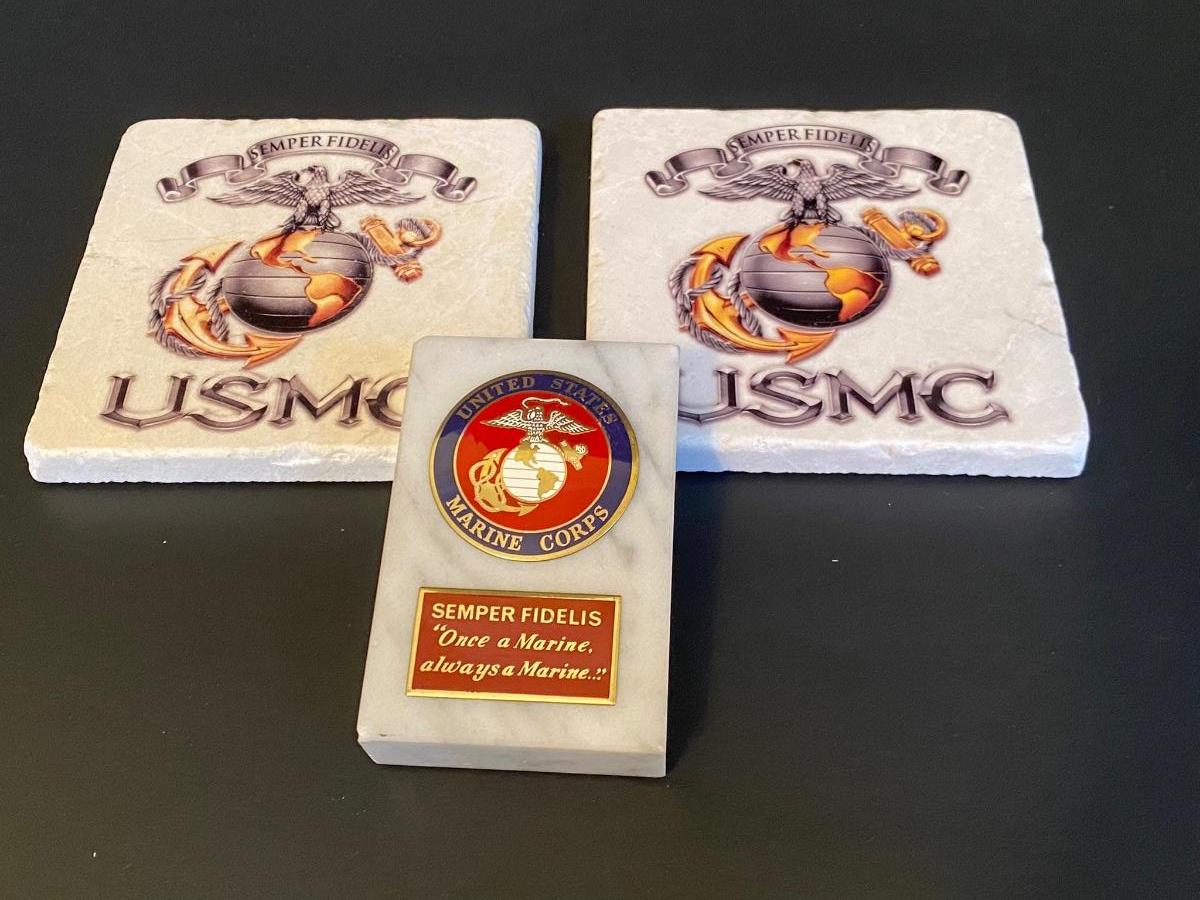 SEMPER FIDELIS
USMC
SEMPER FIDELIS
USMC
UNITED STATES
MARINE CORPS
SEMPER FIDELIS
"Once a Marine,
always a Marine..."